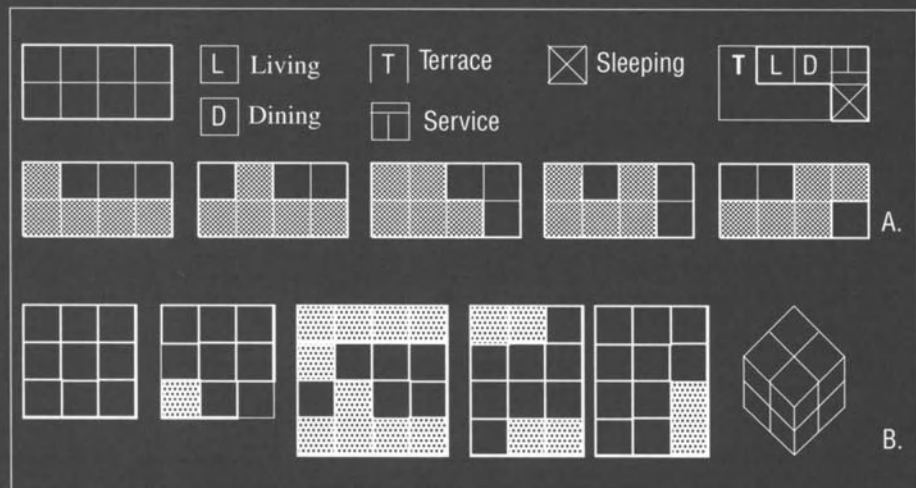 L Living
T Terrace
Sleeping
T L D
D Dining
Service
A.
B.